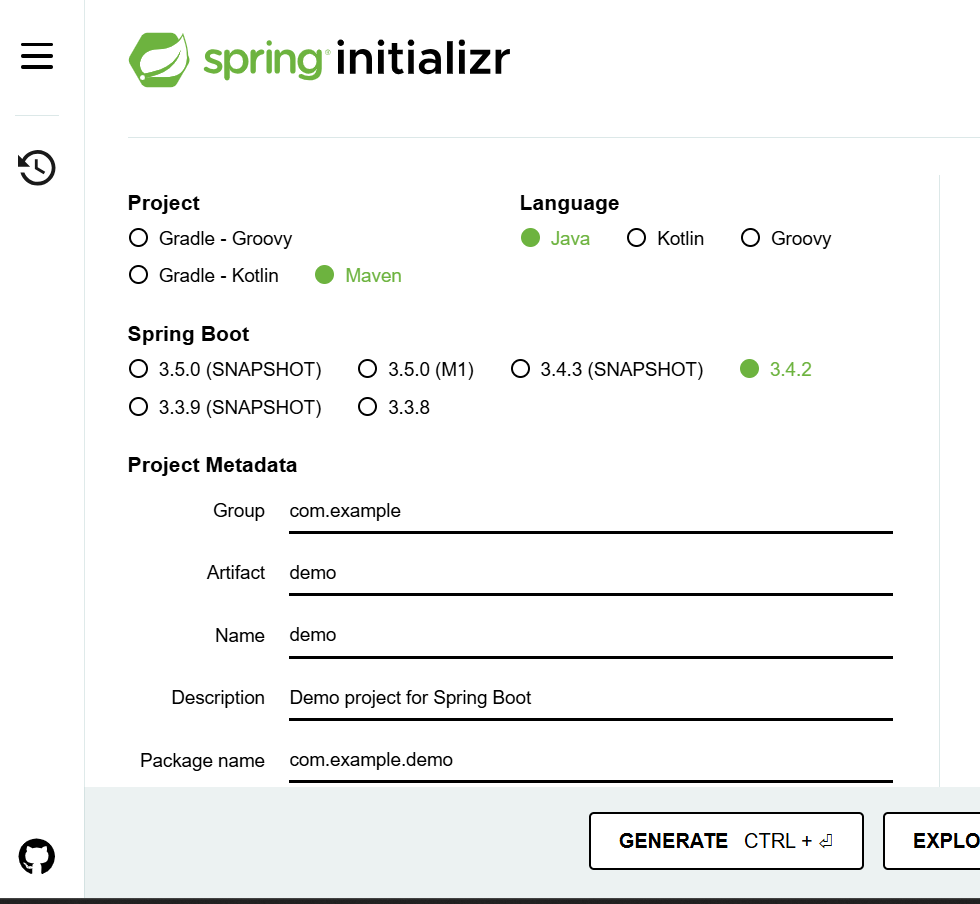 spring initializr
Project
Gradle - Groovy
Gradle - Kotlin
Maven
Language
Java
Kotlin
Groovy
Spring Boot
3.5.0 (SNAPSHOT)
3.5.0 (M1)
3.4.3 (SNAPSHOT)
3.4.2
3.3.9 (SNAPSHOT)
3.3.8
Project Metadata
Group com.example
Artifact demo
Name demo
Description Demo project for Spring Boot
Package name com.example.demo
GENERATE CTRL + ⏎
EXPLO